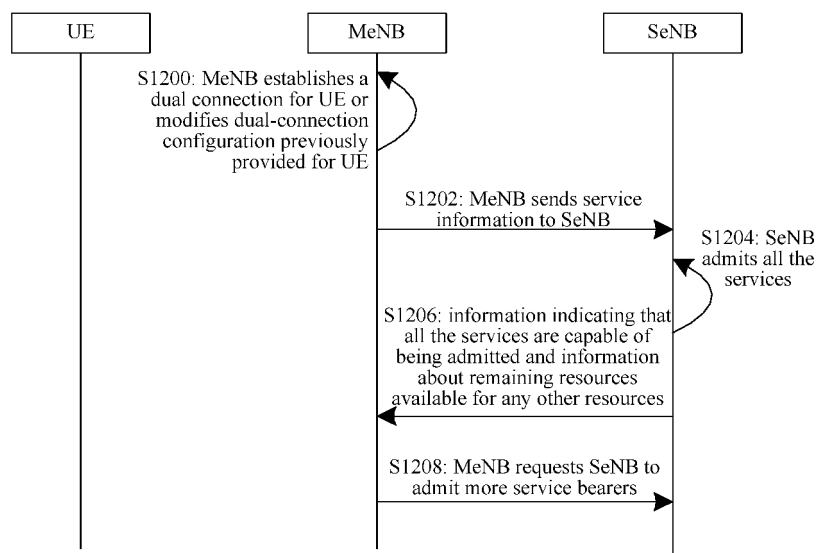 UE
MeNB
SeNB
S1200: MeNB establishes a
dual connection for UE or
modifies dual-connection
configuration previously
provided for UE
S1202: MeNB sends service
information to SeNB
S1204: SeNB
admits all the
services
S1206: information indicating that
all the services are capable of
being admitted and information
about remaining resources
available for any other resources
S1208: MeNB requests SeNB to
admit more service bearers